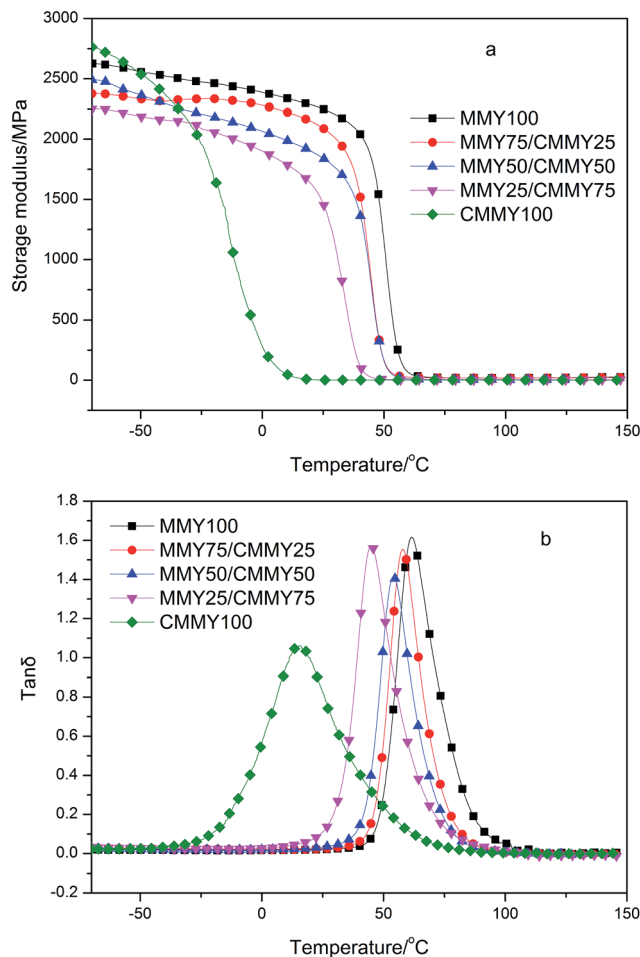 3000
2500
2000
1500
1000
500
0
Storage modulus/MPa
a
MMY100
MMY75/CMMY25
MMY50/CMMY50
MMY25/CMMY75
CMMY100
-50 0 50 100 150
Temperature/°C
1.8
1.6
1.4
1.2
1.0
0.8
0.6
0.4
0.2
0.0
-0.2
Tanδ
b
MMY100
MMY75/CMMY25
MMY50/CMMY50
MMY25/CMMY75
CMMY100
-50 0 50 100 150
Temperature/°C